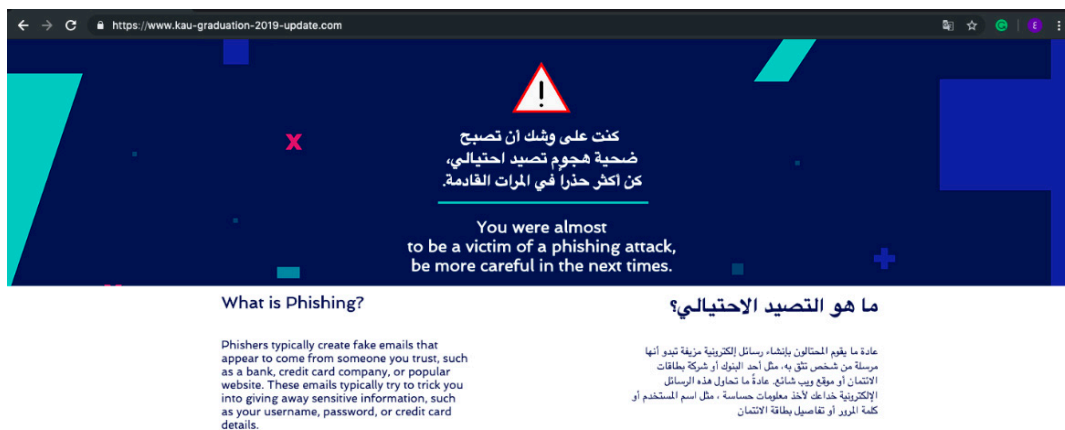 https://www.kau-graduation-2019-update.com
كنت على وشك ان تصبح
ضحية هجوم تصيد احتيالي،
كن أكثر حذراً في المرات القادمة.
You were almost
to be a victim of a phishing attack,
be more careful in the next times.
What is Phishing?
Phishers typically create fake emails that
appear to come from someone you trust, such
as a bank, credit card company, or popular
website. These emails typically try to trick you
into giving away sensitive information, such
as your username, password, or credit card
details.
ما هو التصيد الاحتيالي؟
عادة ما يقوم المحتالون بإنشاء رسائل إلكترونية مزيفة تبدو أنها
مرسلة من شخص تثق به، مثل أحد البنوك أو شركة بطاقات
الائتمان أو موقع ويب شائع. عادةً ما تحاول هذه الرسائل
الإلكترونية خداعك لأخذ معلومات حساسة ، مثل اسم المستخدم أو
كلمة المرور أو تفاصيل بطاقة الائتمان